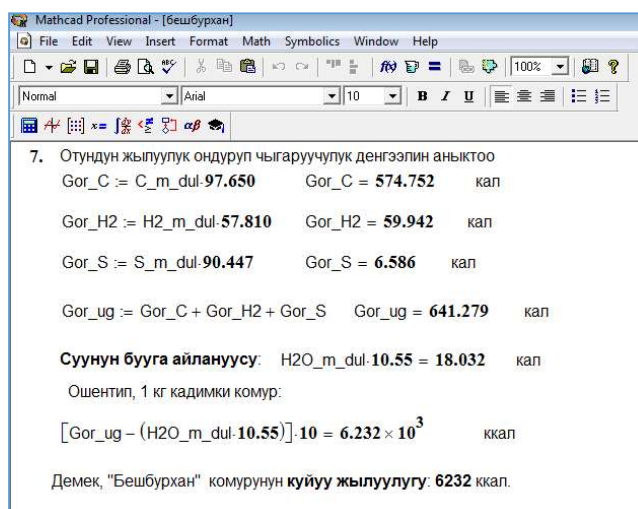 Mathcad Professional - [бешбурхан]
File Edit View Insert Format Math Symbolics Window Help
100%
Normal Arial 10 B I U
7. Отундун жылуулук ондуруп чыгаруучулук денгээлин аныктоо
Gor_C := C_m_dul·97.650 Gor_C = 574.752 кал
Gor_H2 := H2_m_dul·57.810 Gor_H2 = 59.942 кал
Gor_S := S_m_dul·90.447 Gor_S = 6.586 кал
Gor_ug := Gor_C + Gor_H2 + Gor_S Gor_ug = 641.279 кал
Суунун бууга айлануусу: H2O_m_dul·10.55 = 18.032 кал
Ошентип, 1 кг кадимки комур:
[Gor_ug – (H2O_m_dul·10.55)]·10 = 6.232 × 10³ ккал
Демек, "Бешбурхан" комурунун куйуу жылуулугу: 6232 ккал.